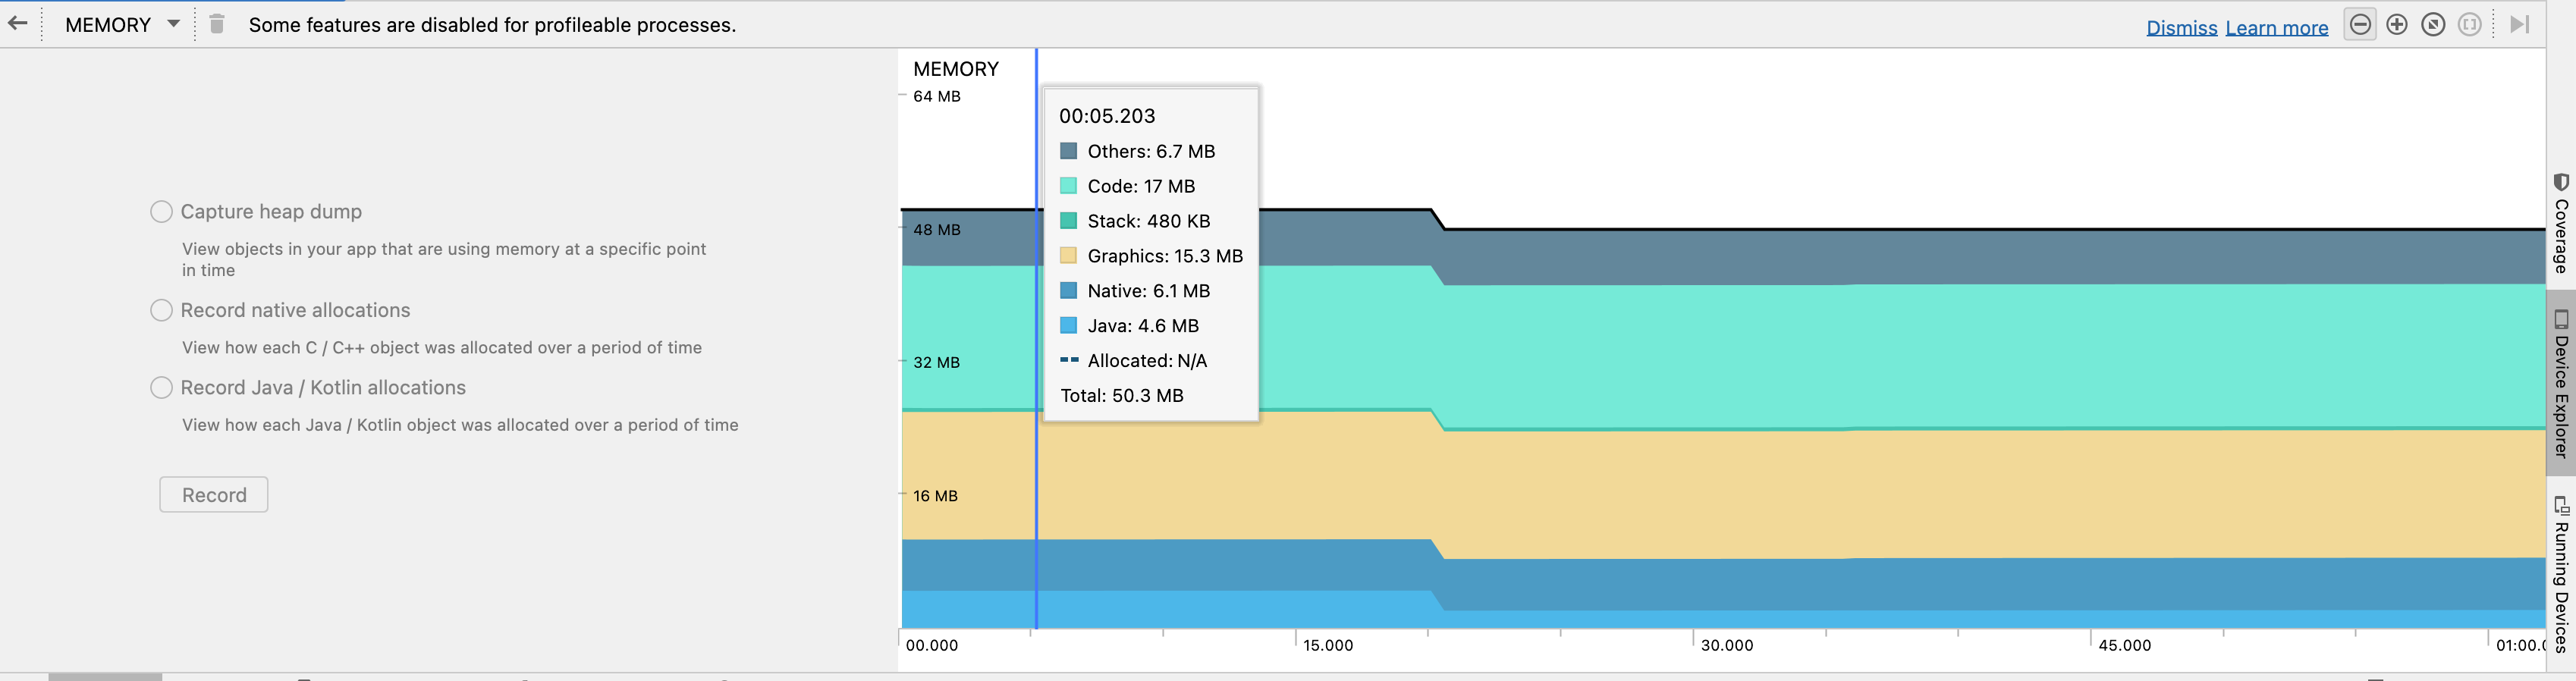 MEMORY
Some features are disabled for profileable processes.
Dismiss Learn more
Capture heap dump
View objects in your app that are using memory at a specific point
in time
Record native allocations
View how each C / C++ object was allocated over a period of time
Record Java / Kotlin allocations
View how each Java / Kotlin object was allocated over a period of time
Record
MEMORY
64 MB
48 MB
32 MB
16 MB
00:05.203
Others: 6.7 MB
Code: 17 MB
Stack: 480 KB
Graphics: 15.3 MB
Native: 6.1 MB
Java: 4.6 MB
Allocated: N/A
Total: 50.3 MB
00.000
15.000
30.000
45.000
01:00.0
Coverage
Device Explorer
Running Devices